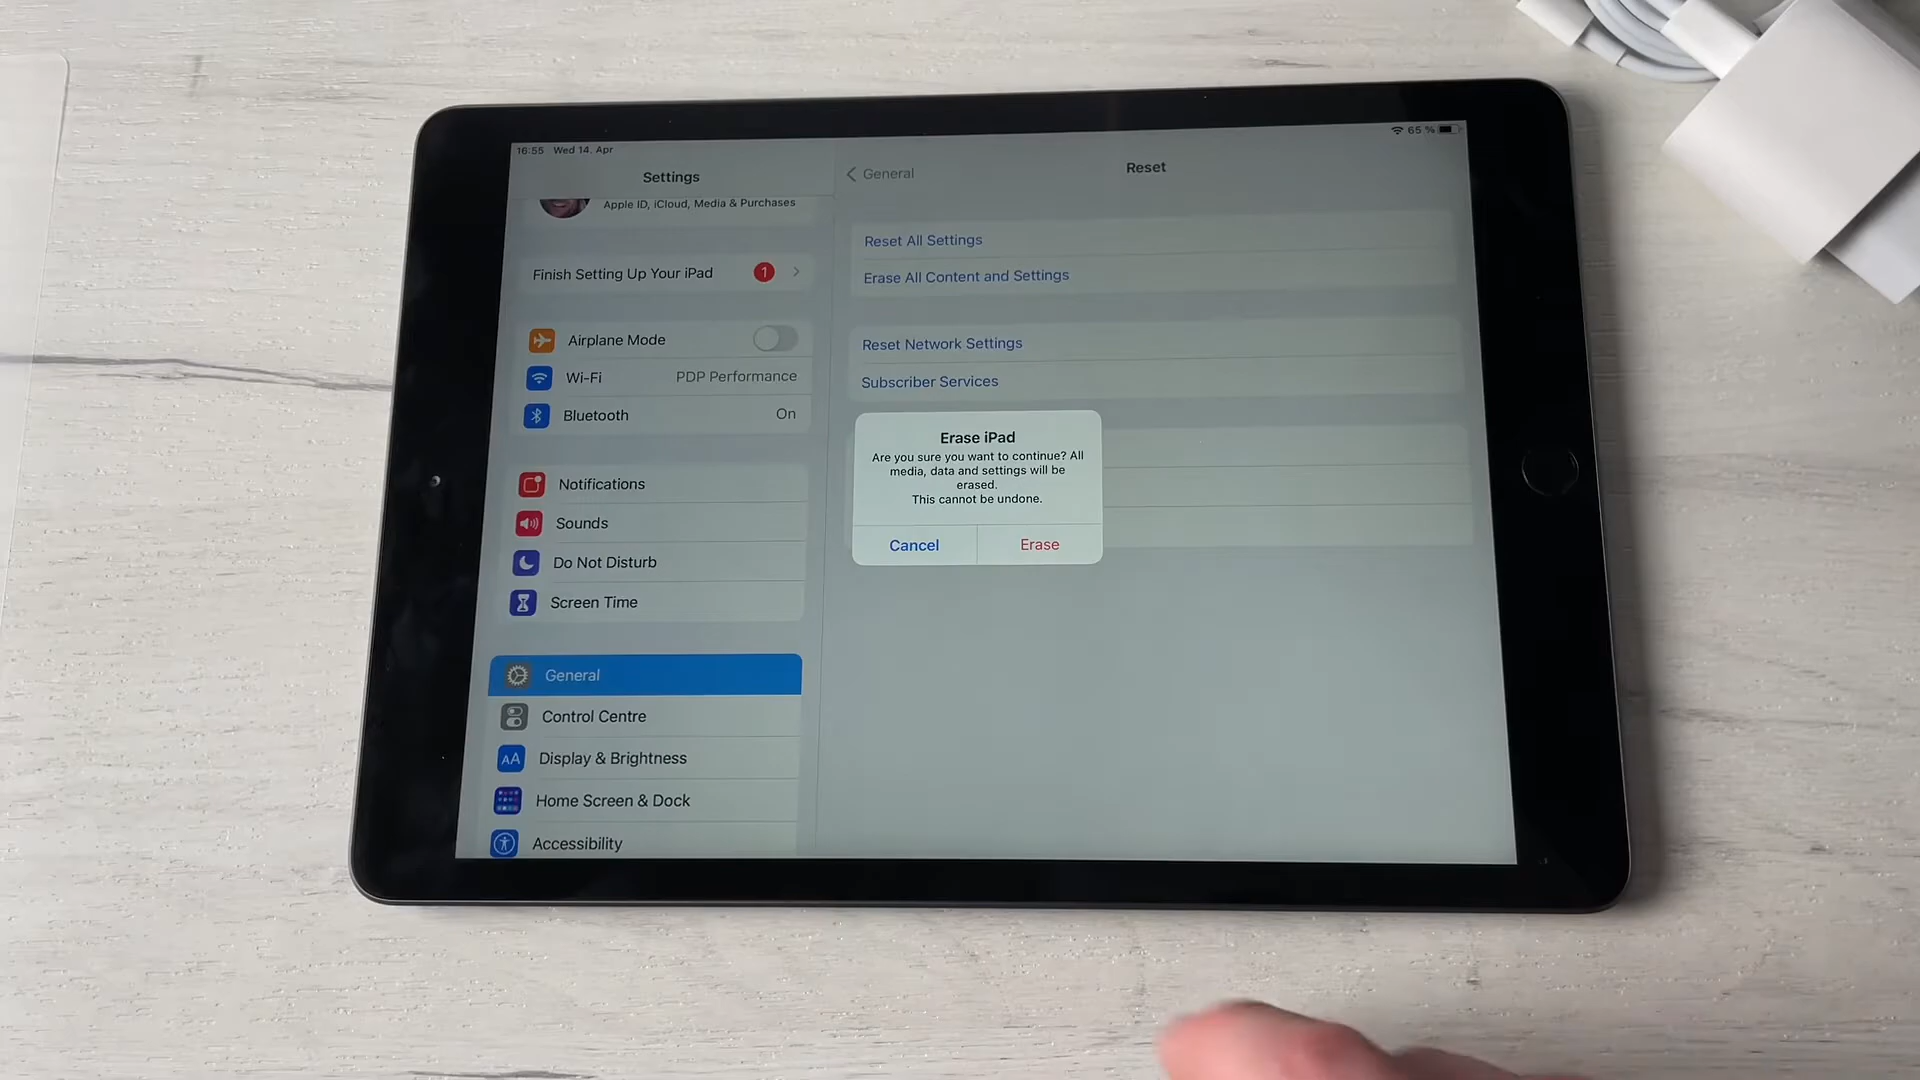 16:55 Wed 14. Apr
65 %
Settings
Apple ID, iCloud, Media & Purchases
Finish Setting Up Your iPad 1
Airplane Mode
Wi-Fi PDP Performance
Bluetooth On
Notifications
Sounds
Do Not Disturb
Screen Time
General
Control Centre
AA Display & Brightness
Home Screen & Dock
Accessibility
General
Reset
Reset All Settings
Erase All Content and Settings
Reset Network Settings
Subscriber Services
Erase iPad
Are you sure you want to continue? All
media, data and settings will be
erased.
This cannot be undone.
Cancel Erase